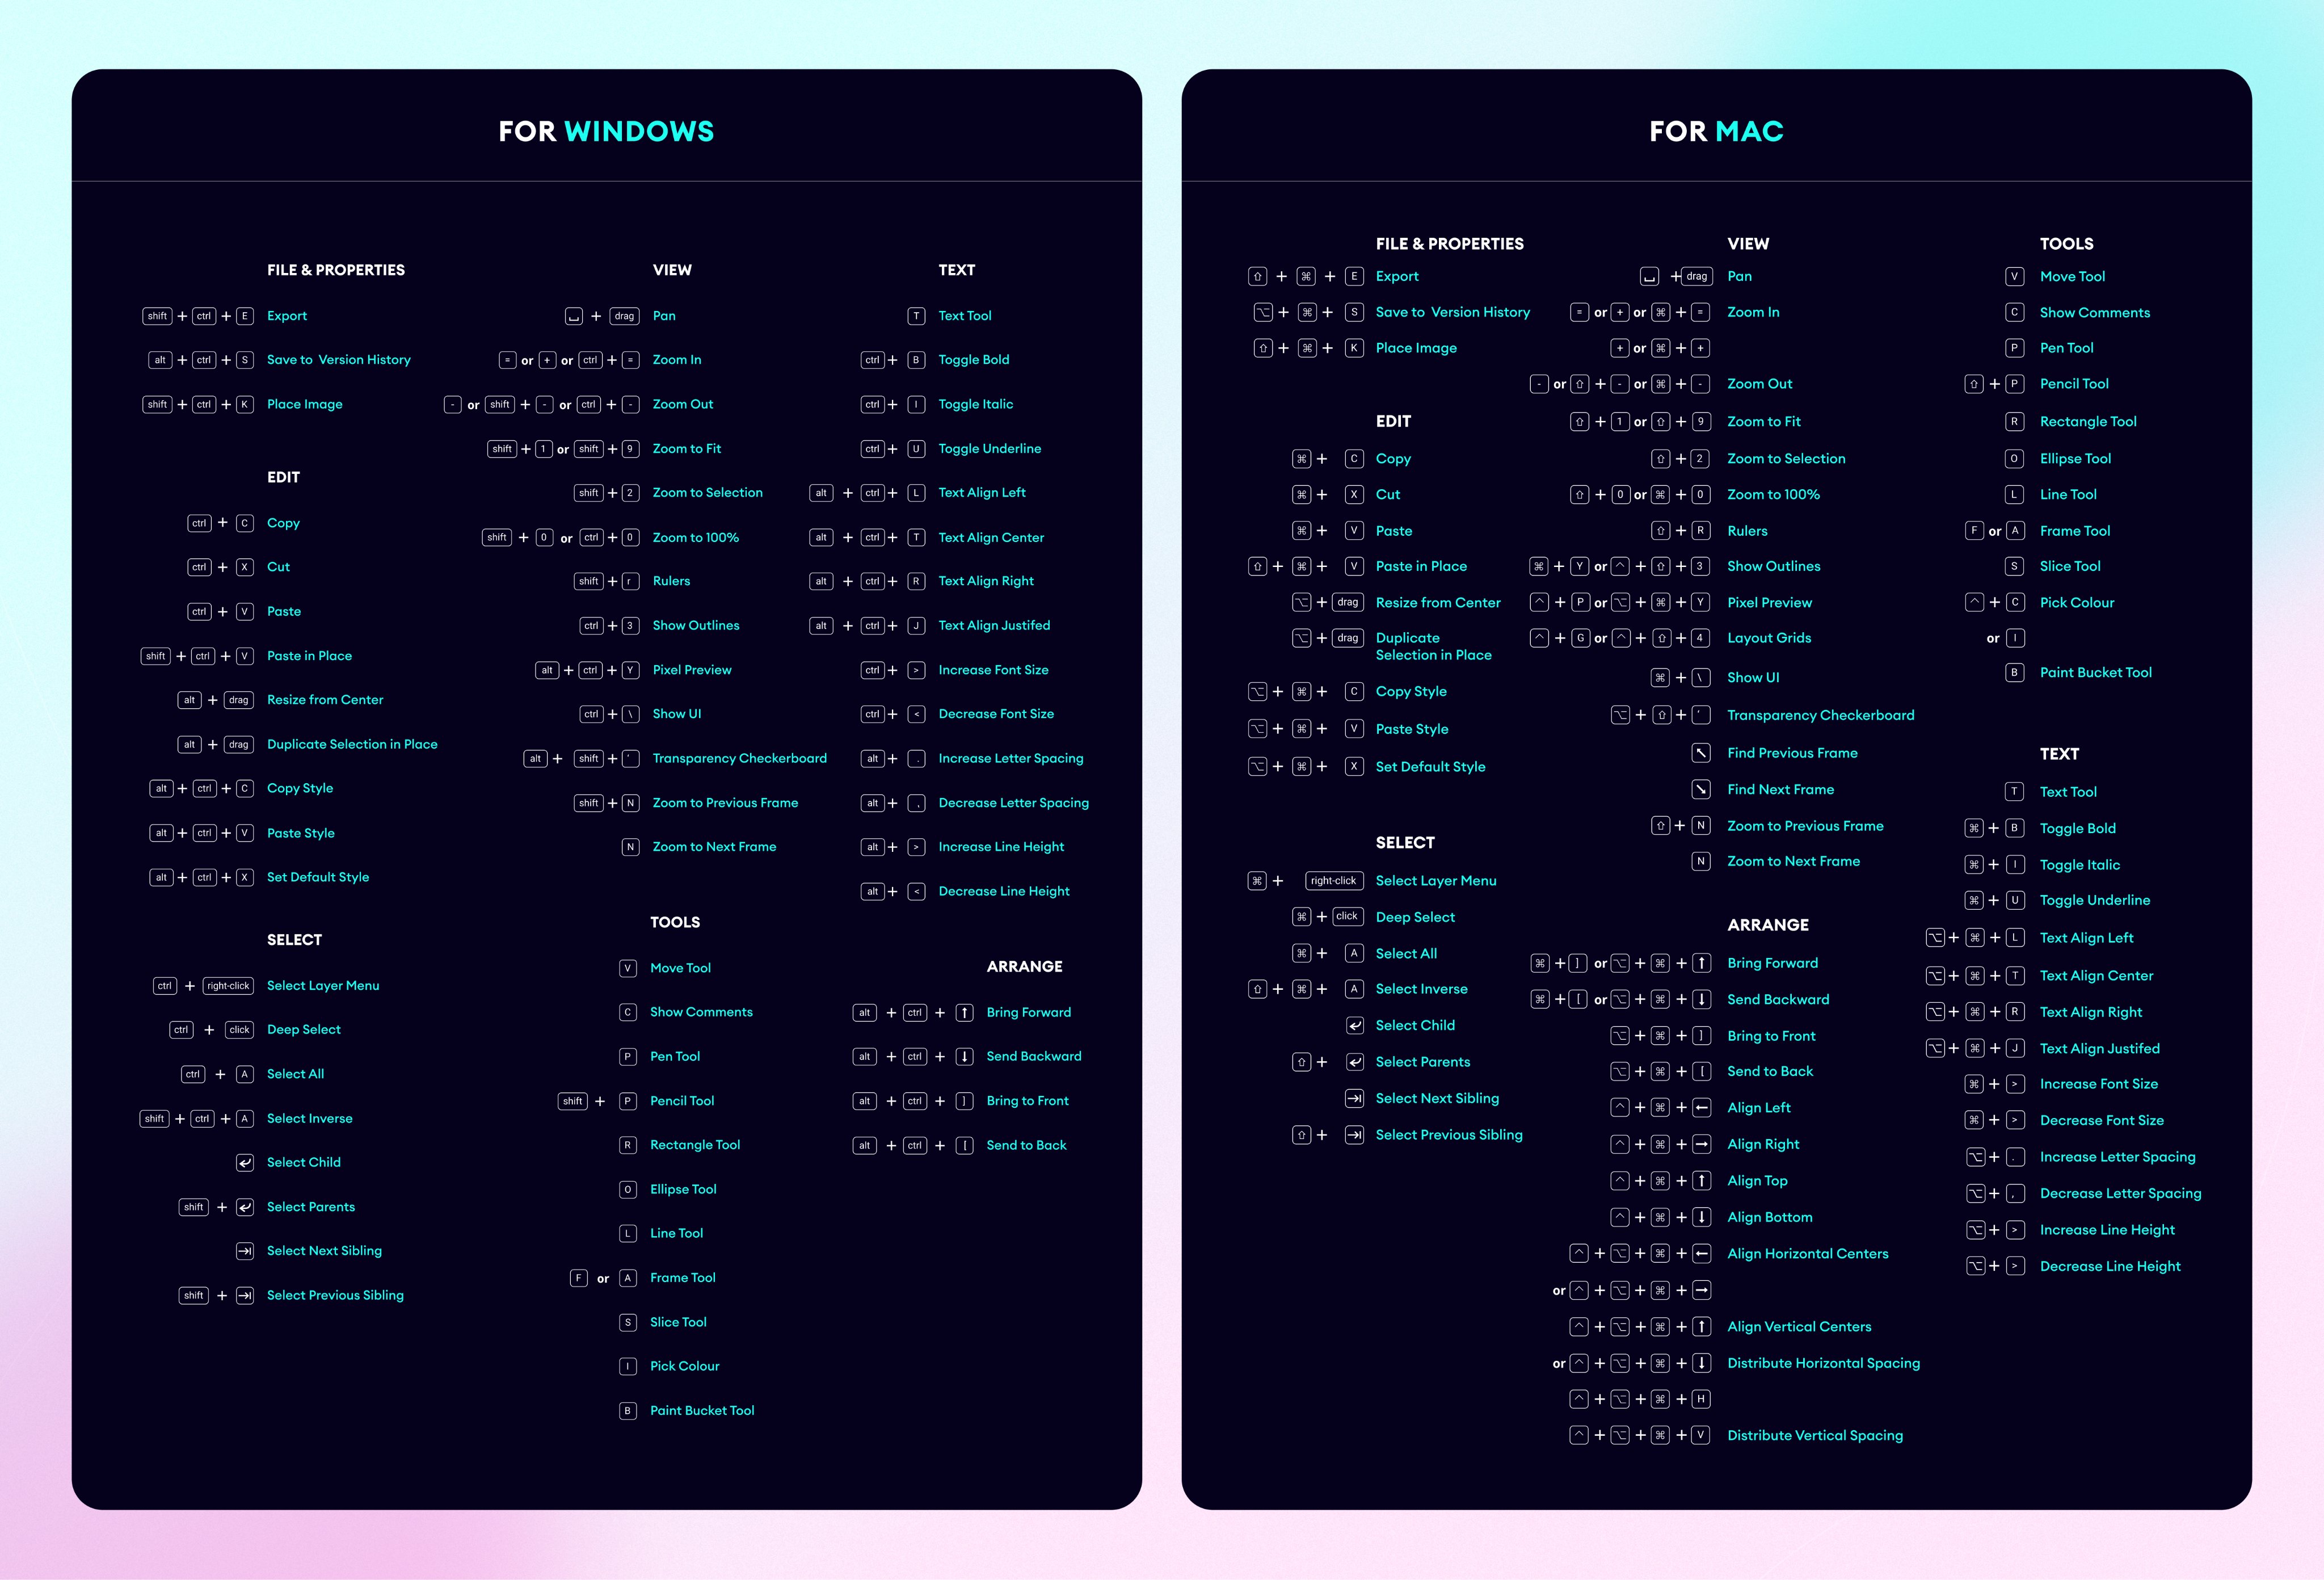 FOR WINDOWS
FILE & PROPERTIES
shift + ctrl + E Export
alt + ctrl + S Save to Version History
shift + ctrl + K Place Image
EDIT
ctrl + C Copy
ctrl + X Cut
ctrl + V Paste
shift + ctrl + V Paste in Place
alt + drag Resize from Center
alt + drag Duplicate Selection in Place
alt + ctrl + C Copy Style
alt + ctrl + V Paste Style
alt + ctrl + X Set Default Style
SELECT
ctrl + right-click Select Layer Menu
ctrl + click Deep Select
ctrl + A Select All
shift + ctrl + A Select Inverse
↵ Select Child
shift + ↵ Select Parents
⇥ Select Next Sibling
shift + ⇥ Select Previous Sibling
VIEW
⎵ + drag Pan
= or + or ctrl + = Zoom In
- or shift + - or ctrl + - Zoom Out
shift + 1 or shift + 9 Zoom to Fit
shift + 2 Zoom to Selection
shift + 0 or ctrl + 0 Zoom to 100%
shift + r Rulers
ctrl + 3 Show Outlines
alt + ctrl + Y Pixel Preview
ctrl + \ Show UI
alt + shift + ' Transparency Checkerboard
shift + N Zoom to Previous Frame
N Zoom to Next Frame
TOOLS
V Move Tool
C Show Comments
P Pen Tool
shift + P Pencil Tool
R Rectangle Tool
O Ellipse Tool
L Line Tool
F or A Frame Tool
S Slice Tool
I Pick Colour
B Paint Bucket Tool
TEXT
T Text Tool
ctrl + B Toggle Bold
ctrl + I Toggle Italic
ctrl + U Toggle Underline
alt + ctrl + L Text Align Left
alt + ctrl + T Text Align Center
alt + ctrl + R Text Align Right
alt + ctrl + J Text Align Justifed
ctrl + > Increase Font Size
ctrl + < Decrease Font Size
alt + . Increase Letter Spacing
alt + , Decrease Letter Spacing
alt + > Increase Line Height
alt + < Decrease Line Height
ARRANGE
alt + ctrl + ↑ Bring Forward
alt + ctrl + ↓ Send Backward
alt + ctrl + ] Bring to Front
alt + ctrl + [ Send to Back
FOR MAC
FILE & PROPERTIES
⇧ + ⌘ + E Export
⌥ + ⌘ + S Save to Version History
⇧ + ⌘ + K Place Image
EDIT
⌘ + C Copy
⌘ + X Cut
⌘ + V Paste
⇧ + ⌘ + V Paste in Place
⌥ + drag Resize from Center
⌥ + drag Duplicate
Selection in Place
⌥ + ⌘ + C Copy Style
⌥ + ⌘ + V Paste Style
⌥ + ⌘ + X Set Default Style
SELECT
⌘ + right-click Select Layer Menu
⌘ + click Deep Select
⌘ + A Select All
⇧ + ⌘ + A Select Inverse
↵ Select Child
⇧ + ↵ Select Parents
⇥ Select Next Sibling
⇧ + ⇥ Select Previous Sibling
VIEW
⎵ + drag Pan
= or + or ⌘ + = Zoom In
+ or ⌘ + +
- or ⇧ + - or ⌘ + - Zoom Out
⇧ + 1 or ⇧ + 9 Zoom to Fit
⇧ + 2 Zoom to Selection
⇧ + 0 or ⌘ + 0 Zoom to 100%
⇧ + R Rulers
⌘ + Y or ^ + ⇧ + 3 Show Outlines
^ + P or ⌥ + ⌘ + Y Pixel Preview
^ + G or ^ + ⇧ + 4 Layout Grids
⌘ + \ Show UI
⌥ + ⇧ + ' Transparency Checkerboard
↖ Find Previous Frame
↘ Find Next Frame
⇧ + N Zoom to Previous Frame
N Zoom to Next Frame
ARRANGE
⌘ + ] or ⌥ + ⌘ + ↑ Bring Forward
⌘ + [ or ⌥ + ⌘ + ↓ Send Backward
⌥ + ⌘ + ] Bring to Front
⌥ + ⌘ + [ Send to Back
^ + ⌘ + ← Align Left
^ + ⌘ + → Align Right
^ + ⌘ + ↑ Align Top
^ + ⌘ + ↓ Align Bottom
^ + ⌥ + ⌘ + ← Align Horizontal Centers
or ^ + ⌥ + ⌘ + →
^ + ⌥ + ⌘ + ↑ Align Vertical Centers
or ^ + ⌥ + ⌘ + ↓ Distribute Horizontal Spacing
^ + ⌥ + ⌘ + H
^ + ⌥ + ⌘ + V Distribute Vertical Spacing
TOOLS
V Move Tool
C Show Comments
P Pen Tool
⇧ + P Pencil Tool
R Rectangle Tool
O Ellipse Tool
L Line Tool
F or A Frame Tool
S Slice Tool
^ + C Pick Colour
or I
B Paint Bucket Tool
TEXT
T Text Tool
⌘ + B Toggle Bold
⌘ + I Toggle Italic
⌘ + U Toggle Underline
⌥ + ⌘ + L Text Align Left
⌥ + ⌘ + T Text Align Center
⌥ + ⌘ + R Text Align Right
⌥ + ⌘ + J Text Align Justifed
⌘ + > Increase Font Size
⌘ + > Decrease Font Size
⌥ + . Increase Letter Spacing
⌥ + , Decrease Letter Spacing
⌥ + > Increase Line Height
⌥ + > Decrease Line Height